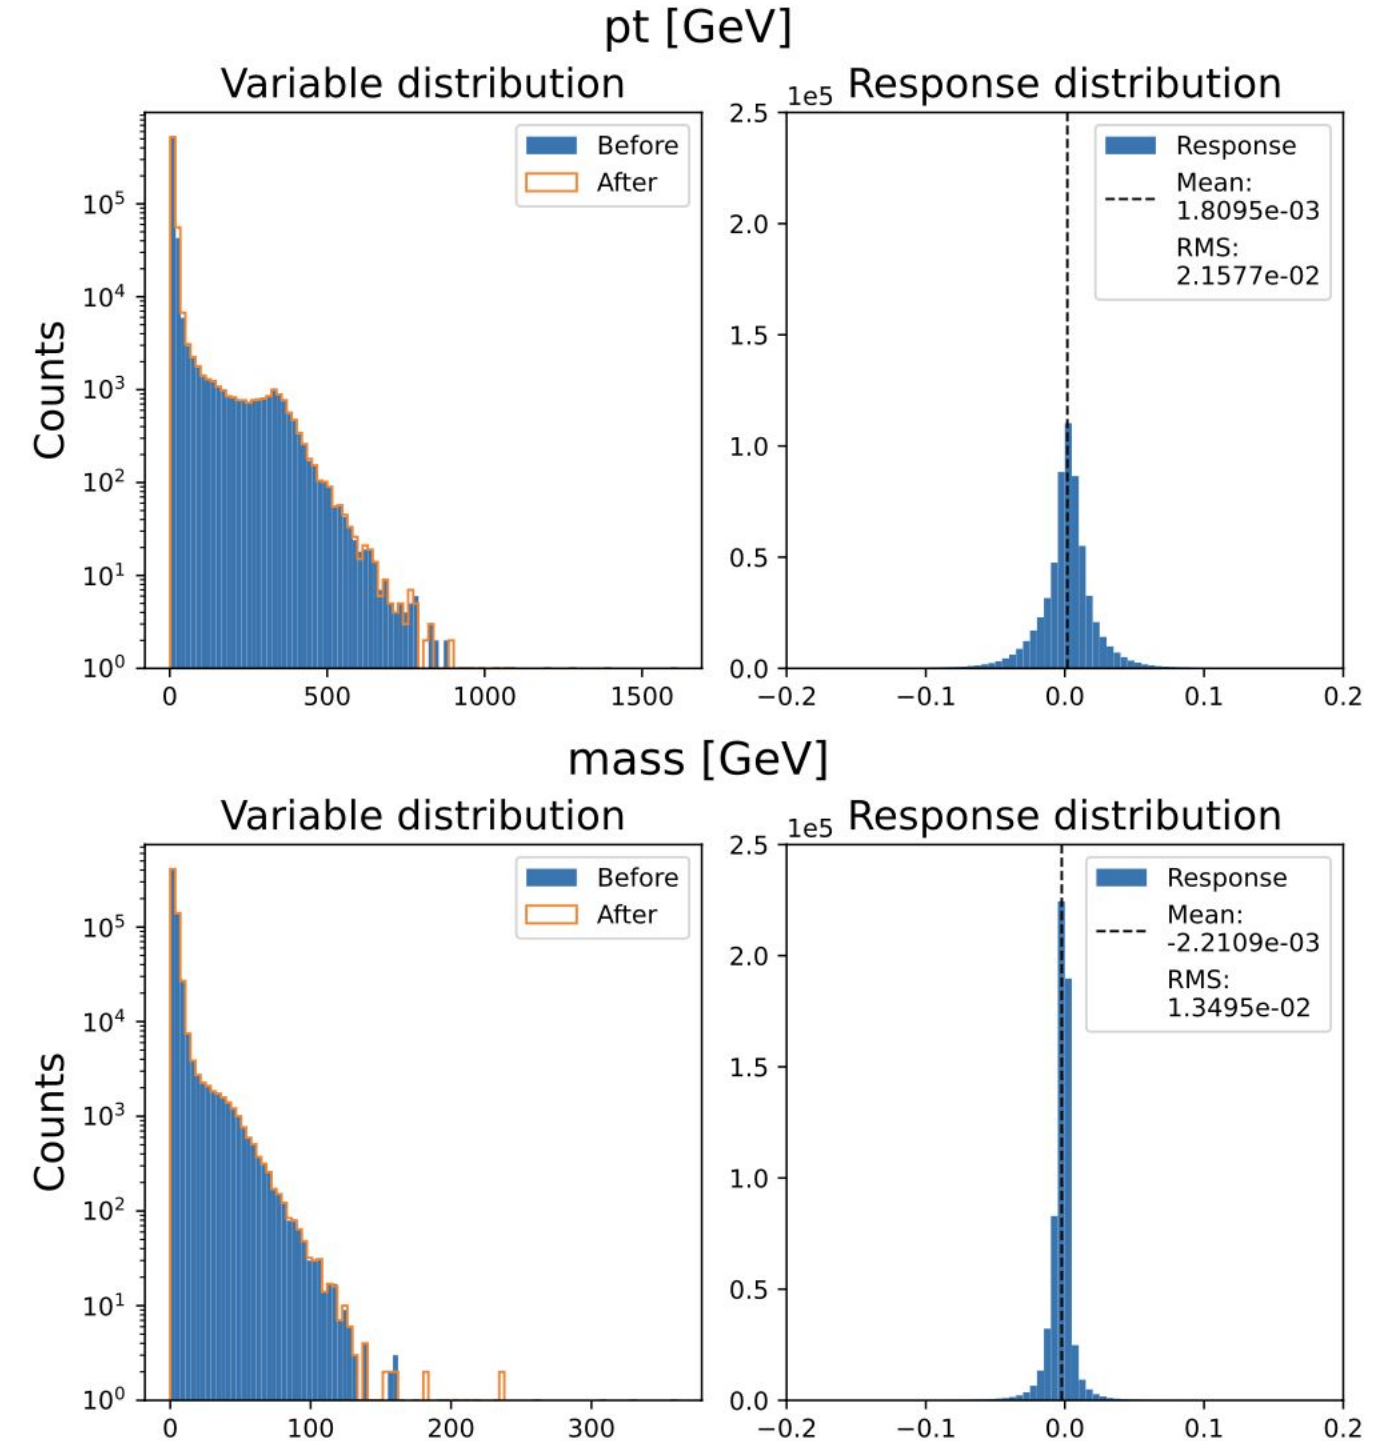 pt [GeV]
Variable distribution
Before
After
Counts
10⁵
10⁴
10³
10²
10¹
10⁰
0 500 1000 1500
1e5 Response distribution
Response
Mean:
1.8095e-03
RMS:
2.1577e-02
2.5
2.0
1.5
1.0
0.5
0.0
−0.2 −0.1 0.0 0.1 0.2
mass [GeV]
Variable distribution
Before
After
Counts
10⁵
10⁴
10³
10²
10¹
10⁰
0 100 200 300
1e5 Response distribution
Response
Mean:
-2.2109e-03
RMS:
1.3495e-02
2.5
2.0
1.5
1.0
0.5
0.0
−0.2 −0.1 0.0 0.1 0.2